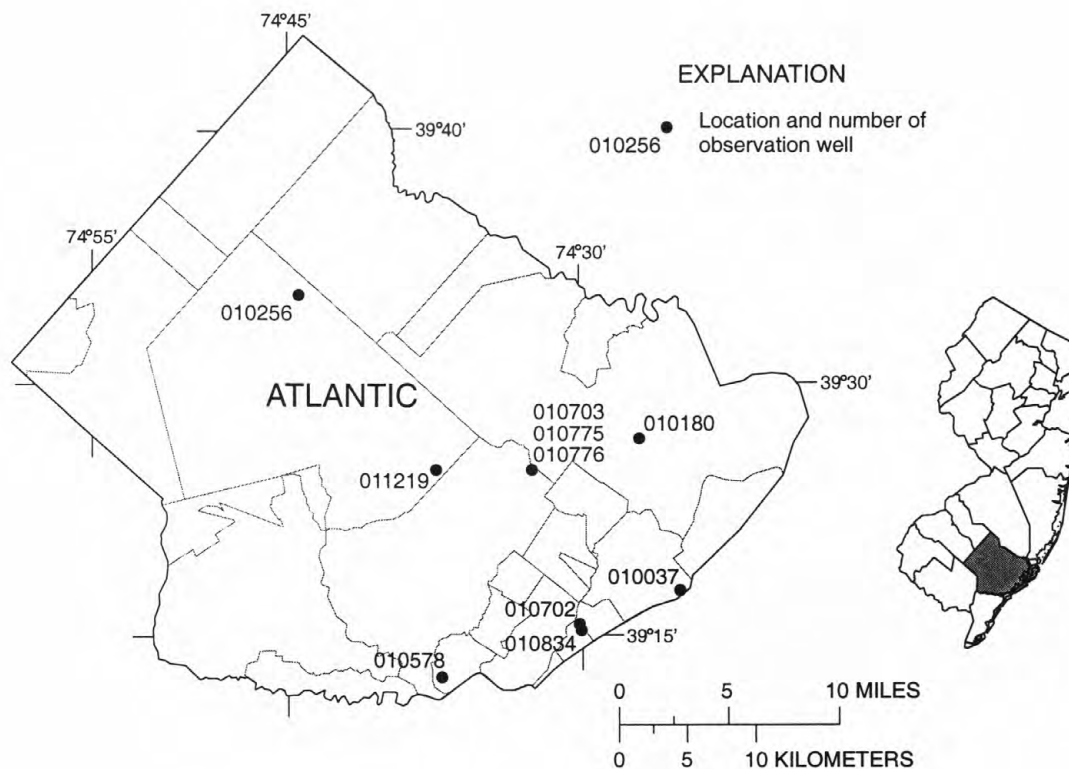 74°45'
EXPLANATION
010256
Location and number of
observation well
39°40'
74°55'
74°30'
010256
ATLANTIC
39°30'
010703
010775
010776
010180
011219
010037
010702
010834
39°15'
010578
0 5 10 MILES
0 5 10 KILOMETERS